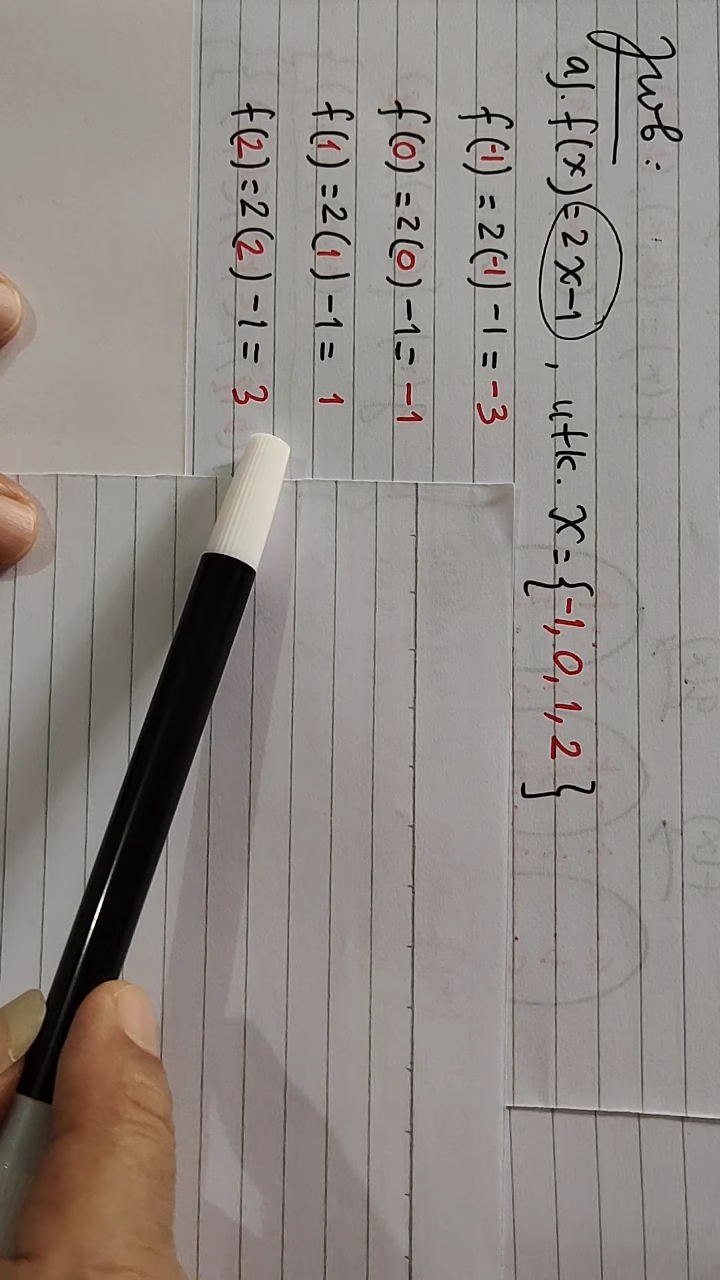 Jwb :
a). f(x) = 2x-1 , utk. x = {-1, 0, 1, 2}
f(-1) = 2(-1) - 1 = -3
f(0) = 2(0) - 1 = -1
f(1) = 2(1) - 1 = 1
f(2) = 2(2) - 1 = 3